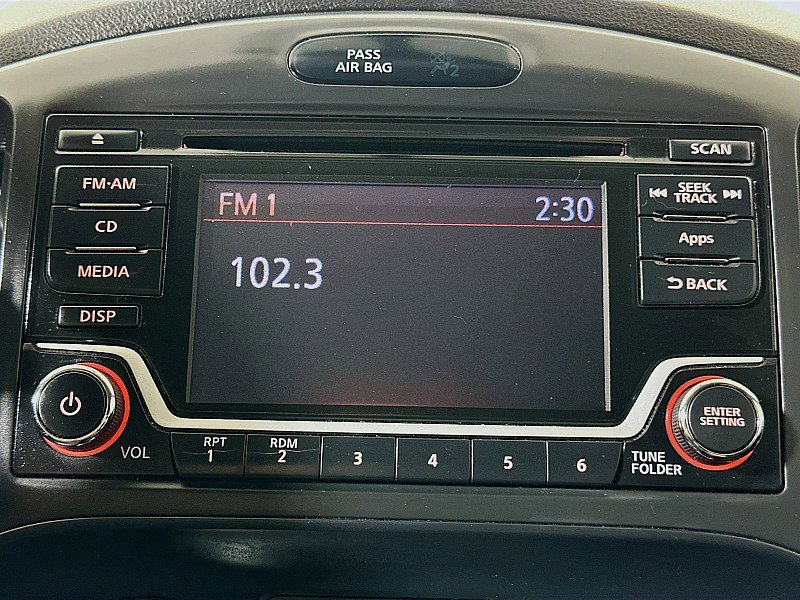 PASS
AIR BAG
2
SCAN
FM·AM
SEEK
TRACK
CD
Apps
MEDIA
BACK
DISP
FM 1
2:30
102.3
VOL
RPT
1
RDM
2
3
4
5
6
TUNE
FOLDER
ENTER
SETTING